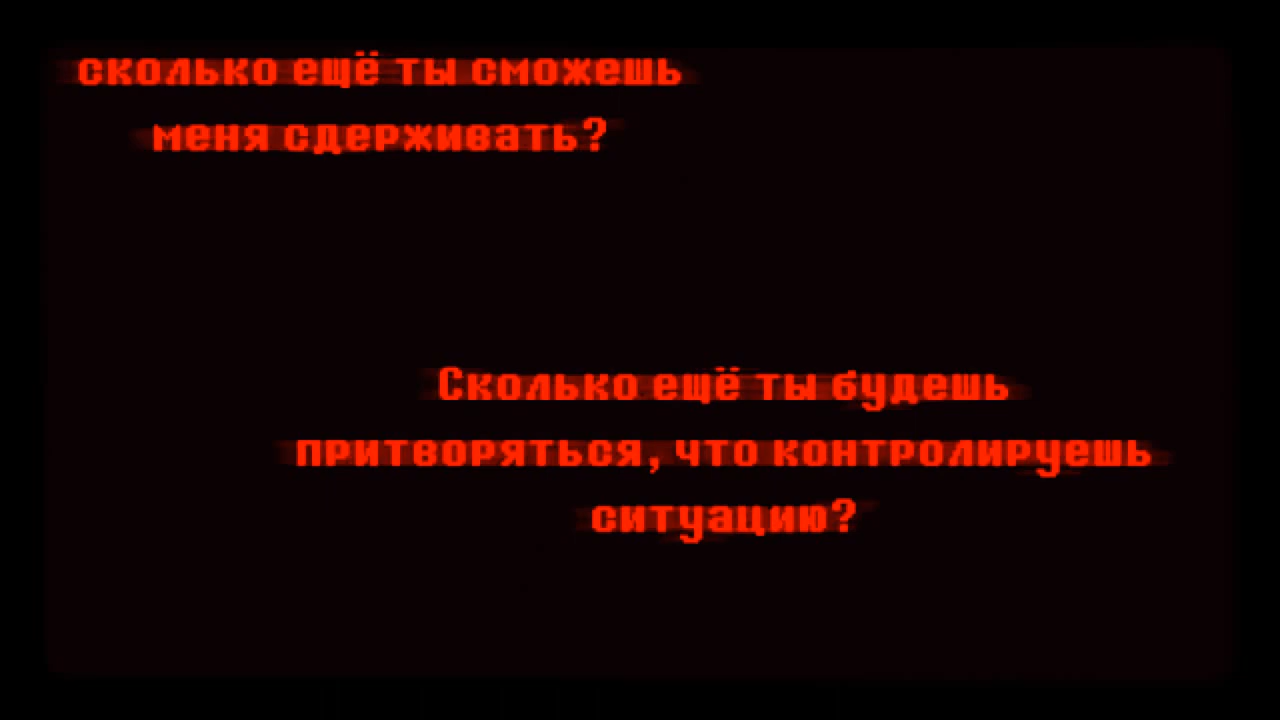 сколько ещё ты сможешь
меня сдерживать?
Сколько ещё ты будешь
притворяться, что контролируешь
ситуацию?